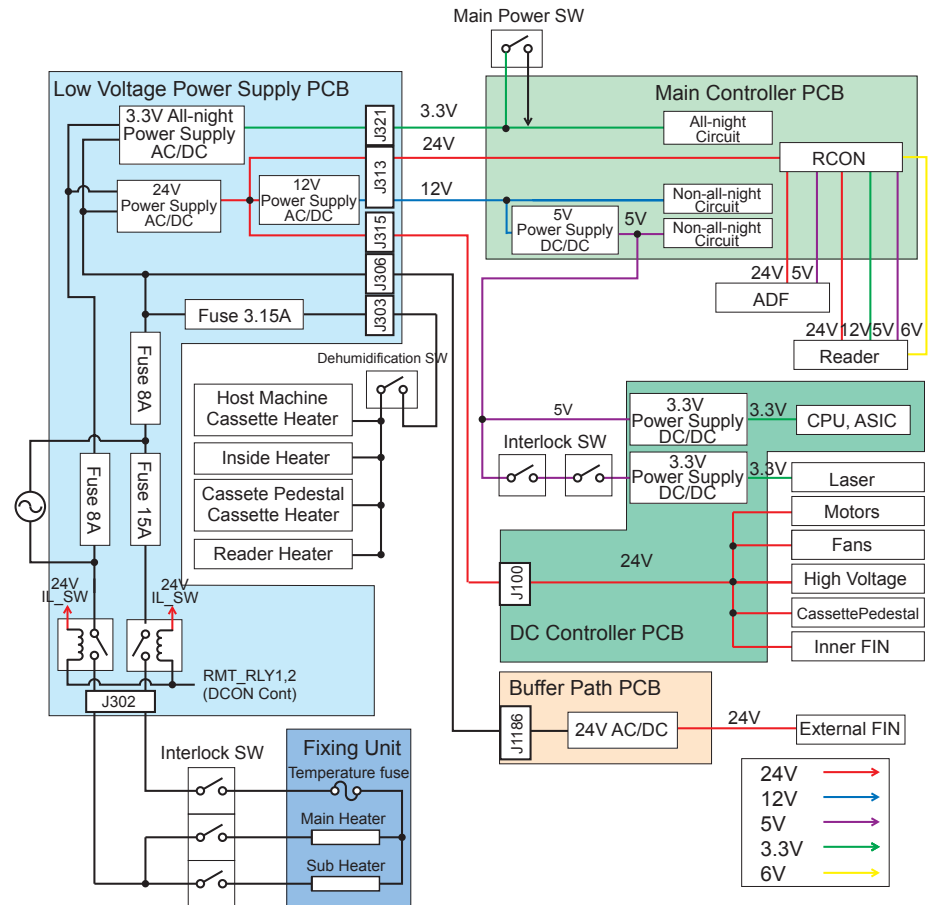 Main Power SW
Low Voltage Power Supply PCB
3.3V All-night
Power Supply
AC/DC
J321
3.3V
Main Controller PCB
All-night
Circuit
24V
J313
RCON
24V
Power Supply
AC/DC
12V
Power Supply
AC/DC
12V
Non-all-night
Circuit
5V
Power Supply
DC/DC
5V
Non-all-night
Circuit
J315
J306
J303
Fuse 3.15A
24V 5V
ADF
24V 12V 5V 6V
Reader
Fuse 8A
Dehumidification SW
Host Machine
Cassette Heater
Inside Heater
Cassete Pedestal
Cassette Heater
Reader Heater
Fuse 8A
Fuse 15A
5V
3.3V
Power Supply
DC/DC
3.3V
CPU, ASIC
Interlock SW
3.3V
Power Supply
DC/DC
3.3V
Laser
Motors
Fans
24V
High Voltage
J100
CassettePedestal
DC Controller PCB
Inner FIN
24V
IL_SW
24V
IL_SW
RMT_RLY1,2
(DCON Cont)
J302
Buffer Path PCB
J1186
24V AC/DC
24V
External FIN
Interlock SW
Fixing Unit
Temperature fuse
Main Heater
Sub Heater
24V
12V
5V
3.3V
6V